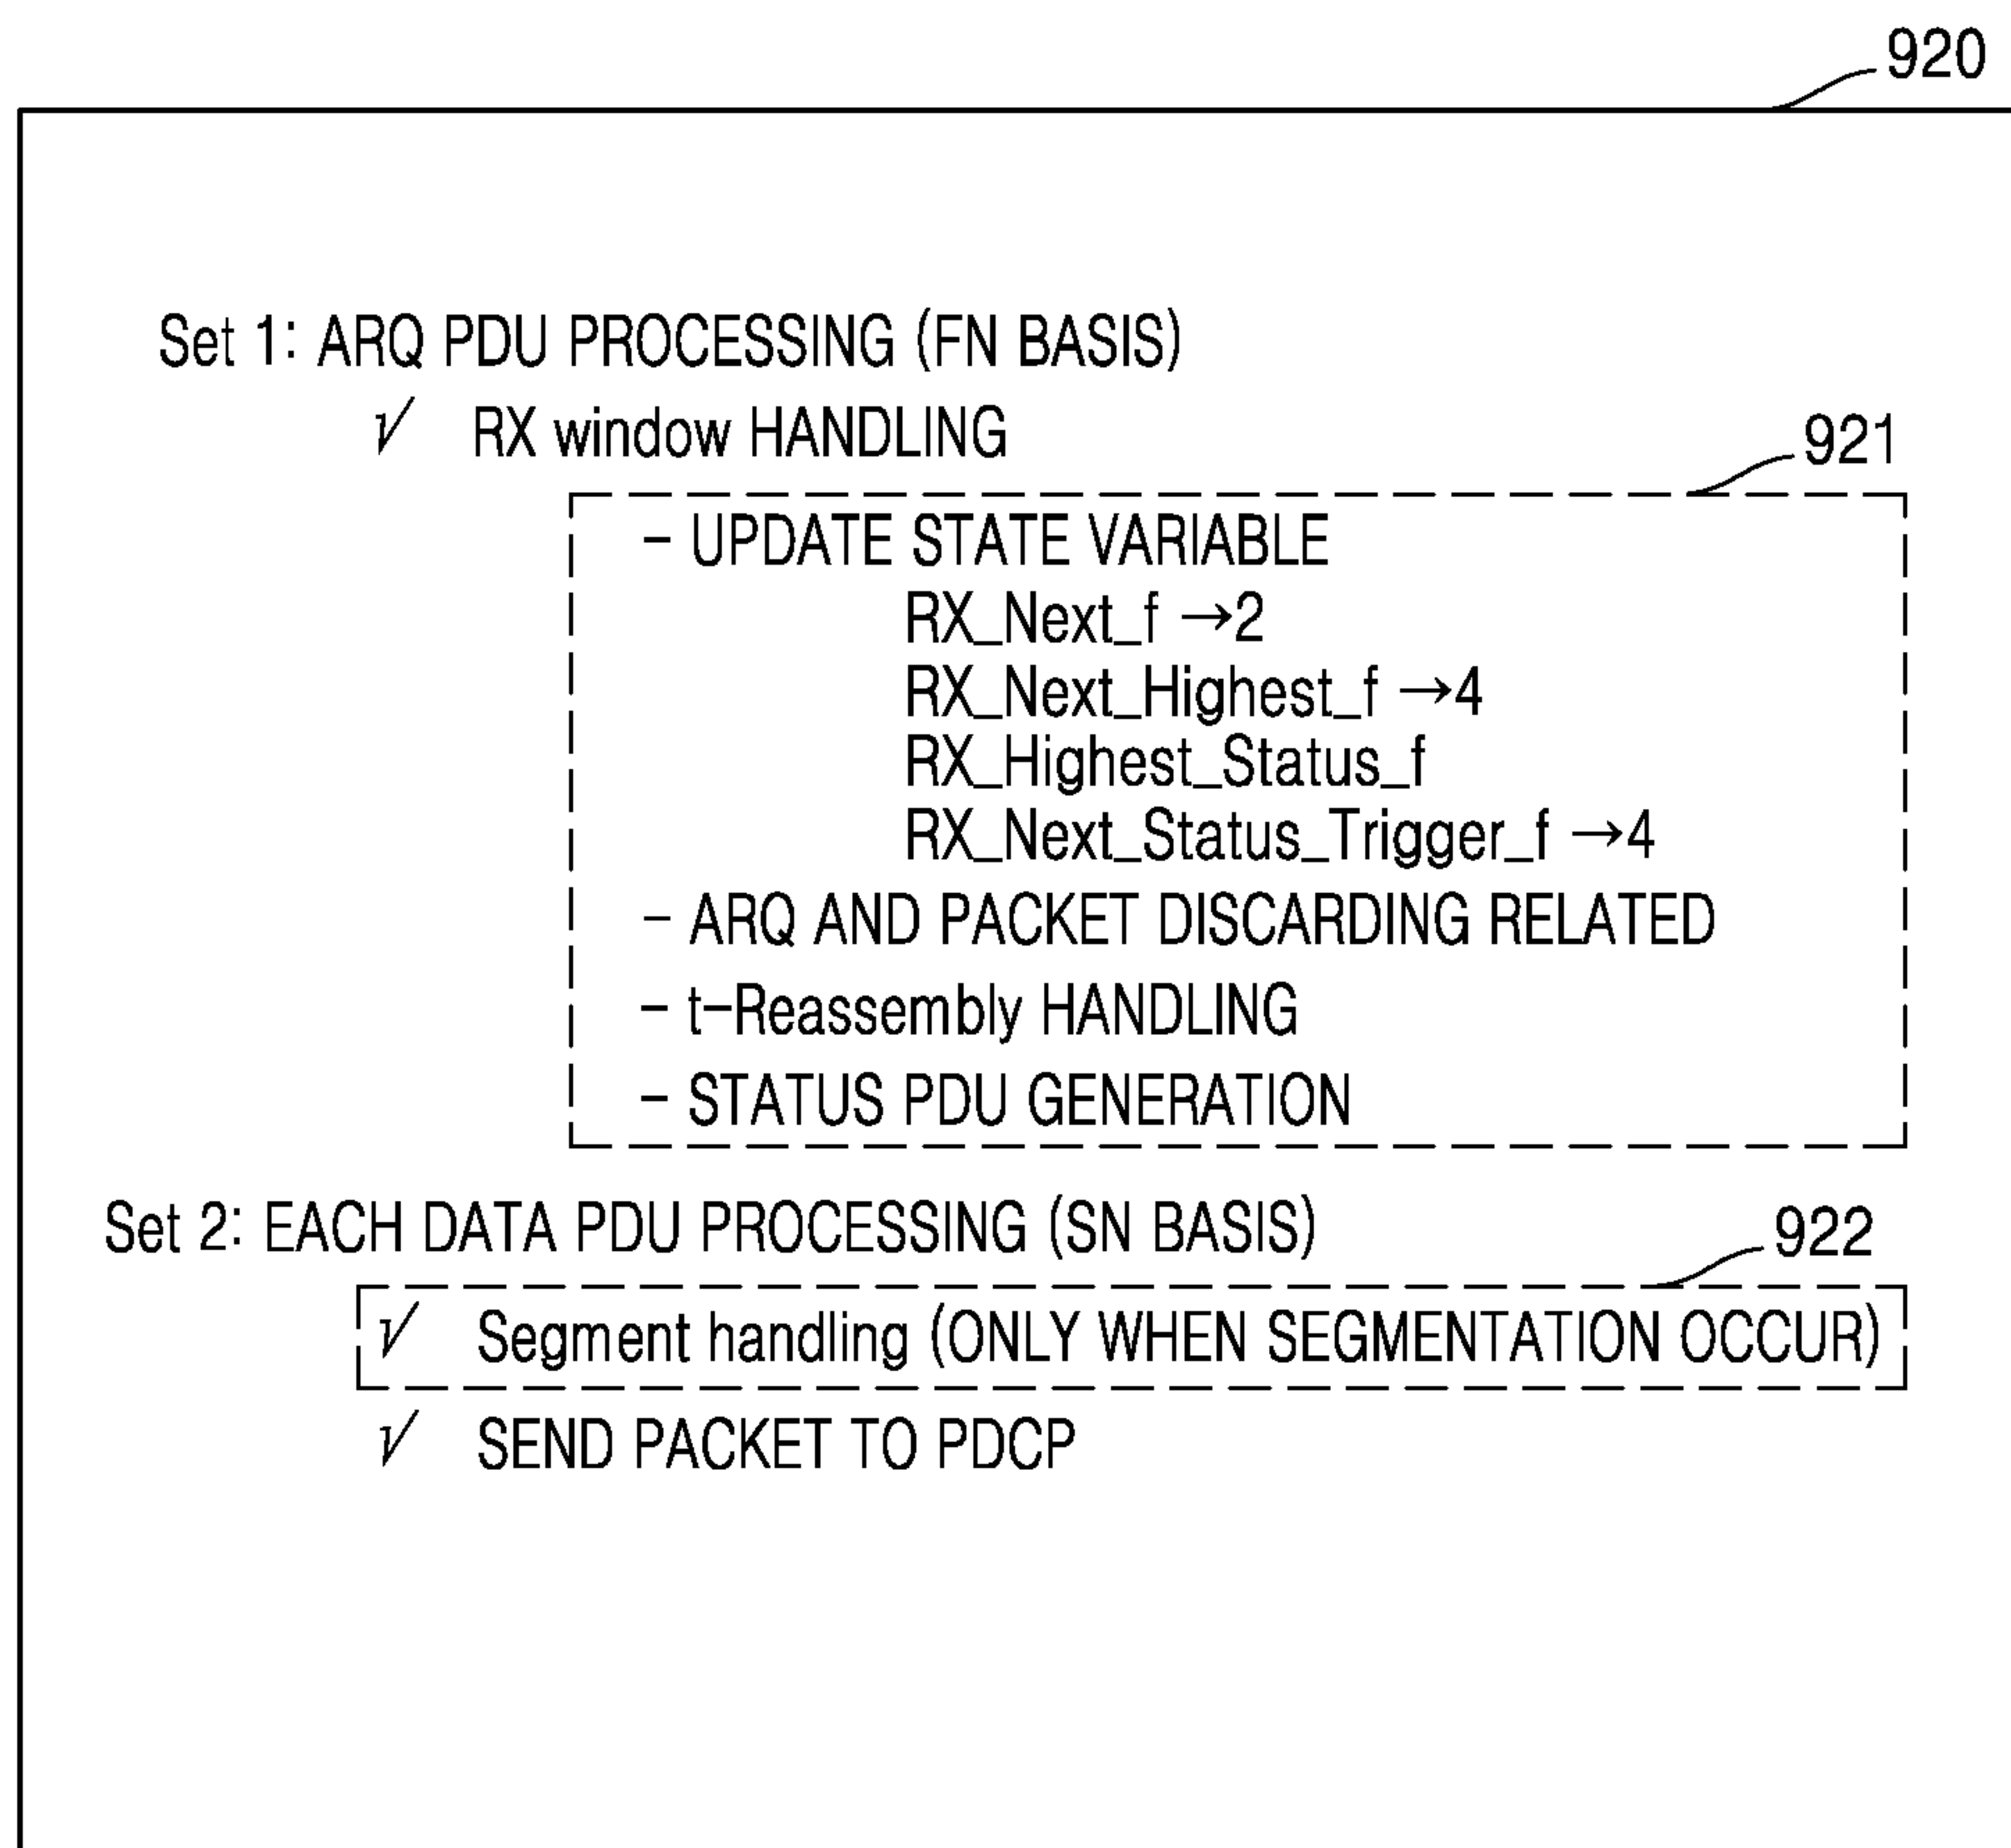 920
Set 1: ARQ PDU PROCESSING (FN BASIS)
√ RX window HANDLING
921
- UPDATE STATE VARIABLE
RX_Next_f →2
RX_Next_Highest_f →4
RX_Highest_Status_f
RX_Next_Status_Trigger_f →4
- ARQ AND PACKET DISCARDING RELATED
- t-Reassembly HANDLING
- STATUS PDU GENERATION
Set 2: EACH DATA PDU PROCESSING (SN BASIS)
922
√ Segment handling (ONLY WHEN SEGMENTATION OCCUR)
√ SEND PACKET TO PDCP